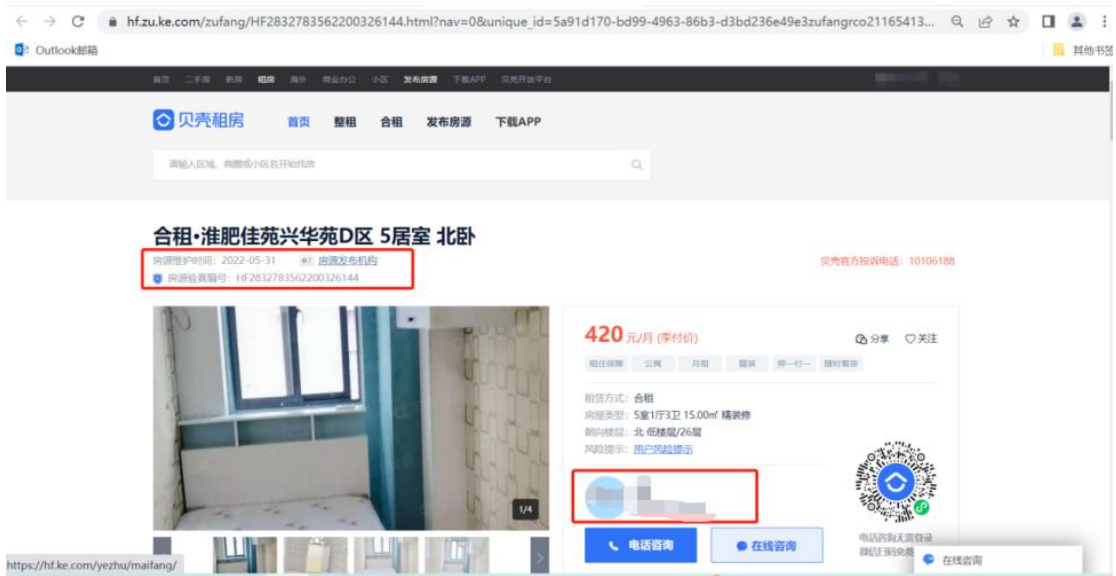 hf.zu.ke.com/zufang/HF2832783562200326144.html?nav=0&unique_id=5a91d170-bd99-4963-86b3-d3bd236e49e3zufangrco21165413...
Outlook邮箱
其他书签
首页 二手房 新房 租房 海外 商业办公 小区 发布房源 下载APP 贝壳开放平台
贝壳租房 首页 整租 合租 发布房源 下载APP
请输入区域、商圈或小区名开始找房
合租·淮肥佳苑兴华苑D区 5居室 北卧
房源维护时间：2022-05-31 房源发布机构
贝壳官方投诉电话：10106188
房源验真编号：HF2832783562200326144
420 元/月 (季付价)
分享 关注
租住保障 公寓 月租 精装 押一付一 随时看房
租赁方式：合租
房屋类型：5室1厅3卫 15.00㎡ 精装修
朝向楼层：北 低楼层/26层
风险提示：用户风险提示
1/4
电话咨询 在线咨询
电话咨询无需登录
微信扫码免费
在线咨询
https://hf.ke.com/yezhu/maifang/